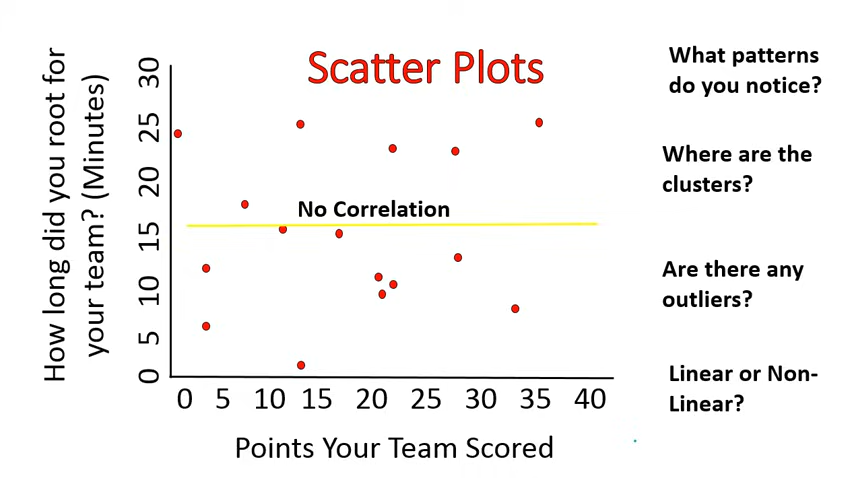 Scatter Plots
How long did you root for
your team? (Minutes)
30
25
20
15
10
5
0
No Correlation
0 5 10 15 20 25 30 40
Points Your Team Scored
What patterns
do you notice?
Where are the
clusters?
Are there any
outliers?
Linear or Non-
Linear?